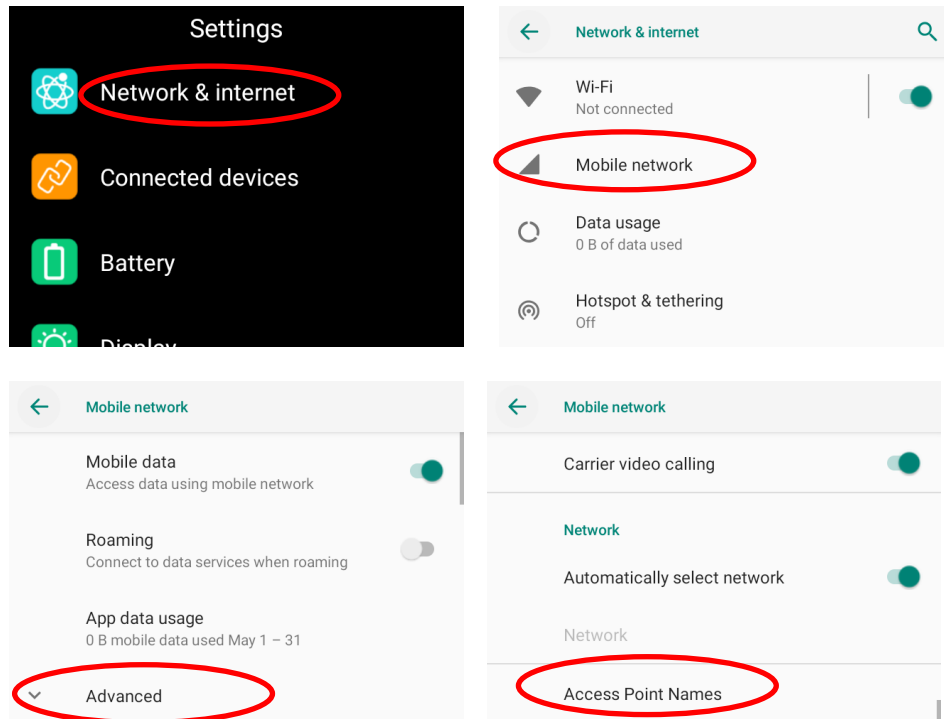 Settings
Network & internet
Connected devices
Battery
Display
Network & internet
Wi-Fi
Not connected
Mobile network
Data usage
0 B of data used
Hotspot & tethering
Off
Mobile network
Mobile data
Access data using mobile network
Roaming
Connect to data services when roaming
App data usage
0 B mobile data used May 1 – 31
Advanced
Mobile network
Carrier video calling
Network
Automatically select network
Network
Access Point Names